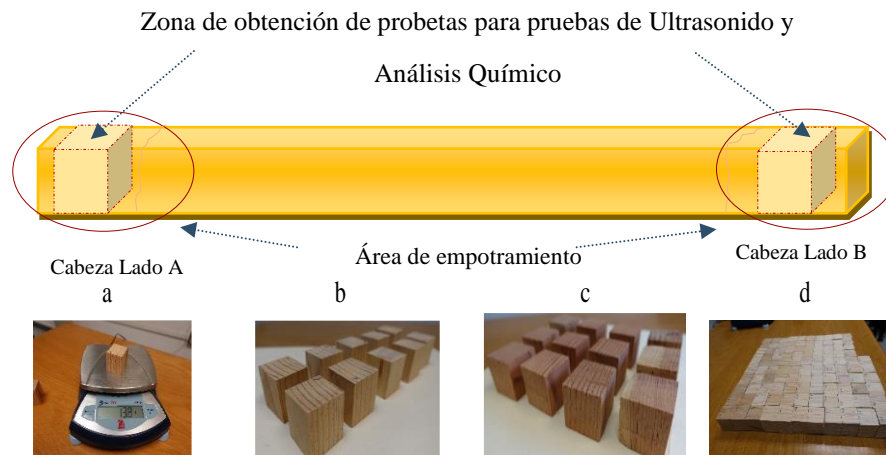 Zona de obtención de probetas para pruebas de Ultrasonido y
Análisis Químico
Área de empotramiento
Cabeza Lado A
Cabeza Lado B
a b c d